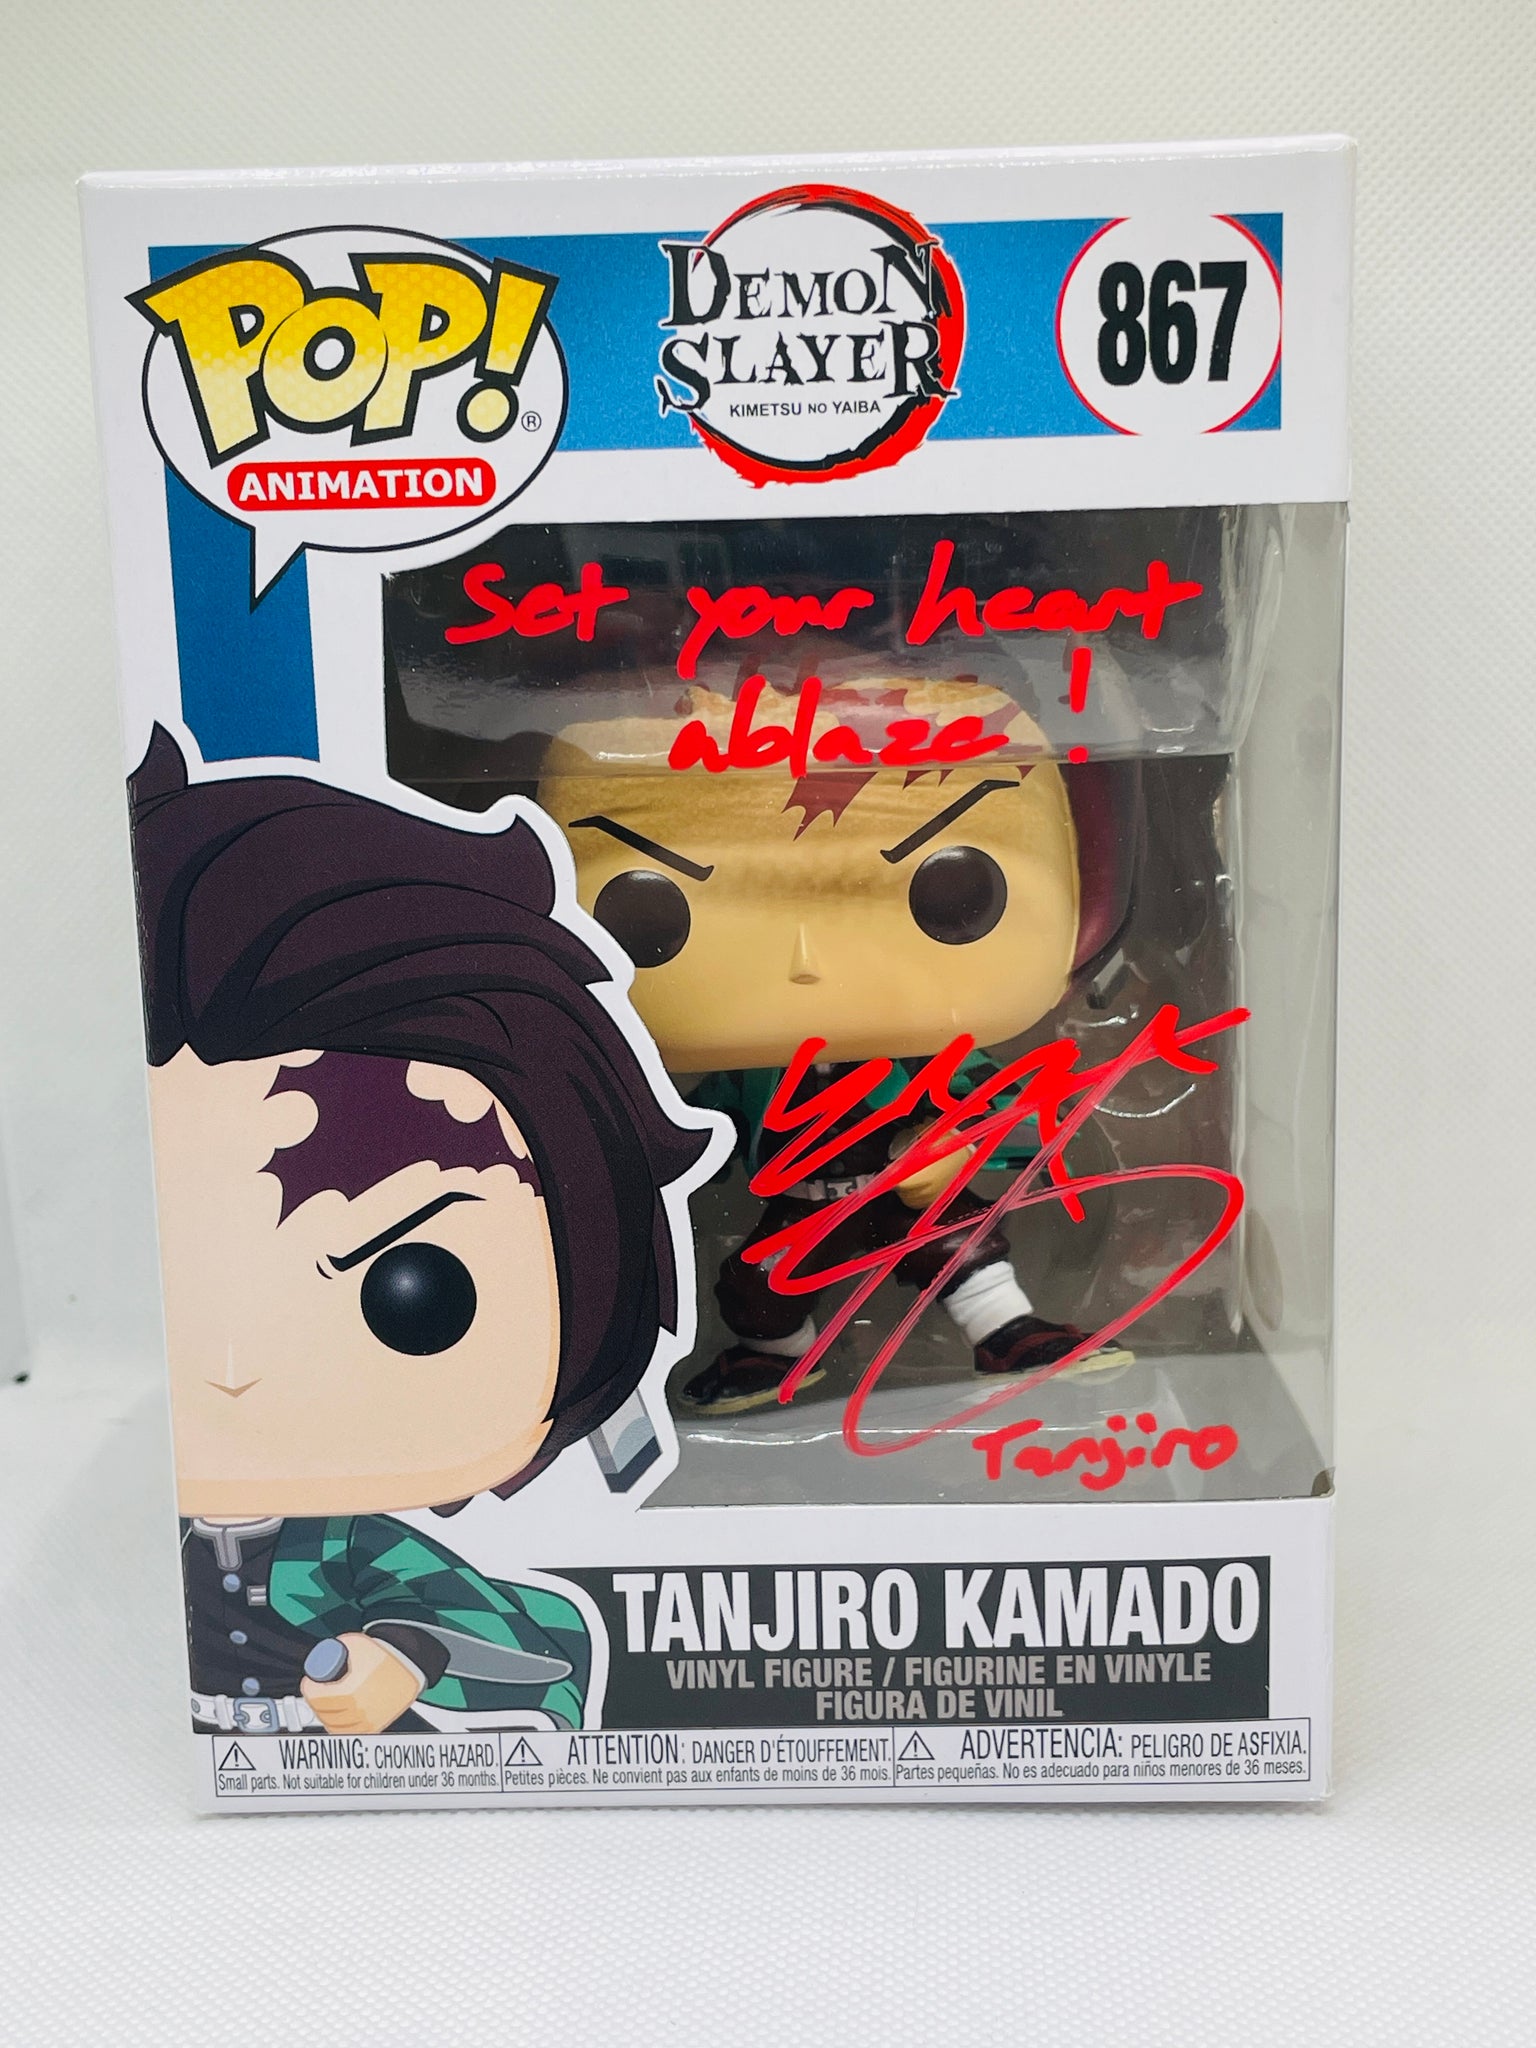 POP!®
ANIMATION
DEMON
SLAYER
KIMETSU NO YAIBA
867
Set your heart
ablaze!
Tanjiro
TANJIRO KAMADO
VINYL FIGURE / FIGURINE EN VINYLE
FIGURA DE VINIL
WARNING: CHOKING HAZARD.
Small parts. Not suitable for children under 36 months.
ATTENTION: DANGER D'ÉTOUFFEMENT.
Petites pièces. Ne convient pas aux enfants de moins de 36 mois.
ADVERTENCIA: PELIGRO DE ASFIXIA.
Partes pequeñas. No es adecuado para niños menores de 36 meses.